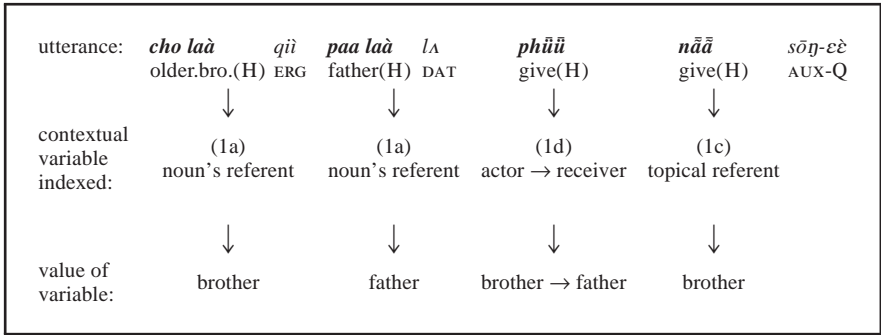 utterance: cho laà qiì paa laà lʌ phü̃ü̃ nã̄ã̄ sōŋ-ɛɛ̀
older.bro.(H) ERG father(H) DAT give(H) give(H) AUX-Q
↓ ↓ ↓ ↓
contextual (1a) (1a) (1d) (1c)
variable noun's referent noun's referent actor → receiver topical referent
indexed:
↓ ↓ ↓ ↓
value of
variable: brother father brother → father brother